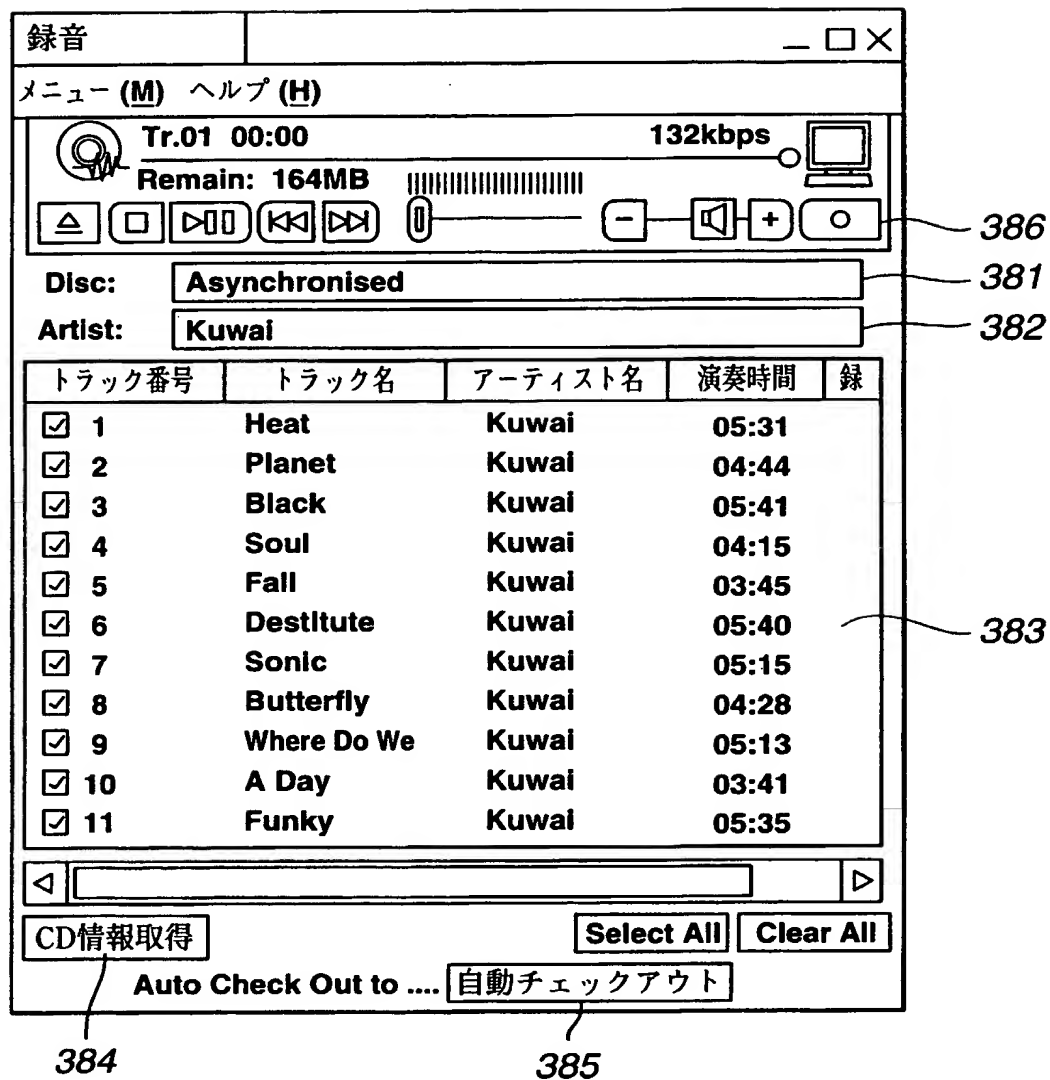 録音
メニュー (M) ヘルプ (H)
Tr.01 00:00 132kbps
Remain: 164MB
386
Disc: Asynchronised 381
Artist: Kuwai 382
トラック番号 トラック名 アーティスト名 演奏時間 録
1 Heat Kuwai 05:31
2 Planet Kuwai 04:44
3 Black Kuwai 05:41
4 Soul Kuwai 04:15
5 Fall Kuwai 03:45
6 Destitute Kuwai 05:40
383
7 Sonic Kuwai 05:15
8 Butterfly Kuwai 04:28
9 Where Do We Kuwai 05:13
10 A Day Kuwai 03:41
11 Funky Kuwai 05:35
CD情報取得 Select All Clear All
Auto Check Out to .... 自動チェックアウト
384 385